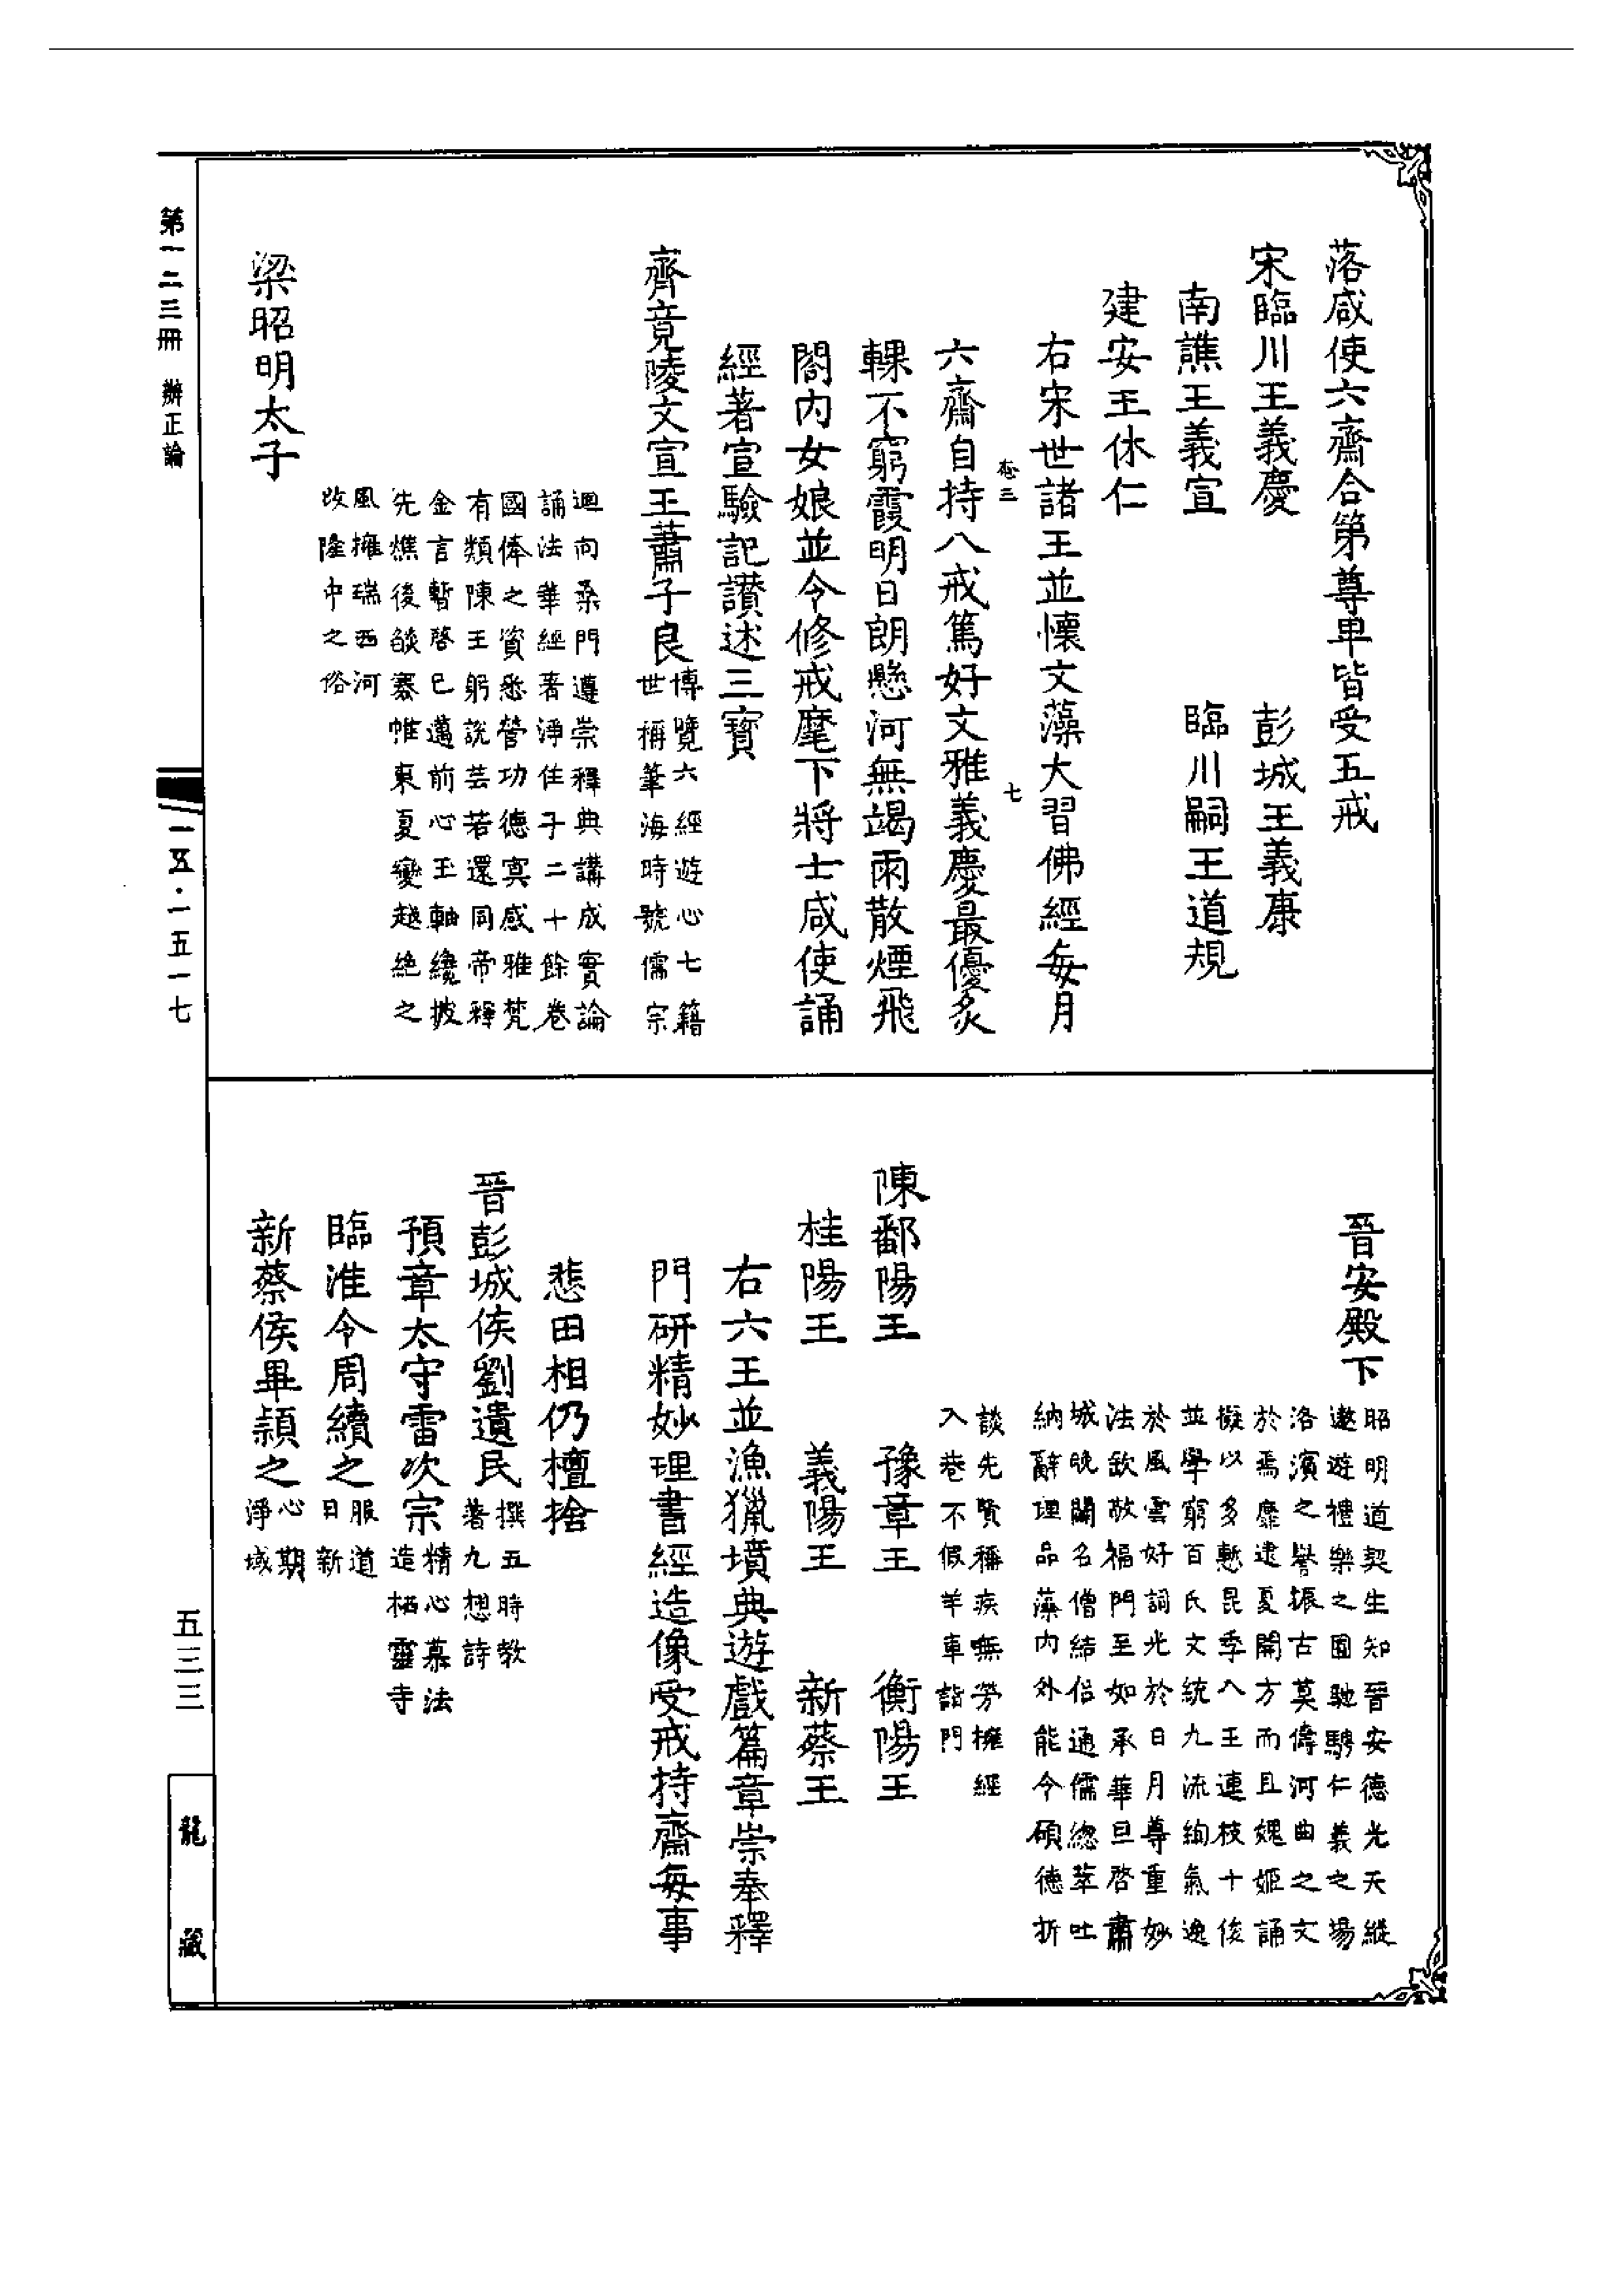 落咸使六齋合第尊卑皆受五戒
宋臨川王義慶　彭城王義康
南譙王義宣　臨川嗣王道規
建安王休仁
右宋世諸王並懷文藻大習佛經每月
卷三　七
六齋自持八戒篤好文雅義慶最優炙
輠不窮霞明日朗懸河無竭雨散煙飛
閤內女娘並令修戒麾下將士咸使誦
經著宣驗記讃述三寶
齊竟陵文宣王蕭子良
博覽六經遊心七籍
世稱筆海時號儒宗
迴向桑門遵崇釋典講成實論
誦法華經著淨住子二十餘卷
國俸之資悉營功德冥感雅梵
有類陳王躬說芸若還同帝釋
金言暫啓已邁前心玉軸纔披
先燋後燄褰帷東夏變越絶之
風擁瑞西河
改隆中之俗
梁昭明太子
第一二三冊　辨正論
一五五·一五一七
晉安殿下
昭明道契生知晉安德光天縱
遨遊禮樂之圃馳騁仁義之場
洛濱之譽振古莫儔河曲之文
於焉靡逮夏開方而且媿姬誦
擬以多慙昆季八王連枝十俊
並學窮百氏文統九流絢氣逸
於風雲好詞光於日月尊重妙
法欽敬福門至如承華旦啓肅
城晩闢名僧結侣通儒總萃吐
納辭理品藻內外能令碩德折
談先賢稱疾無勞擁經
入巷不假羊車詣門
陳鄱陽王　豫章王　衡陽王
桂陽王　義陽王　新蔡王
右六王並漁獵墳典遊戲篇章崇奉釋
門研精妙理書經造像受戒持齋每事
悲田相仍檀捨
晉彭城侯劉遺民
撰五時教
著九想詩
預章太守雷次宗
精心慕法
造栖靈寺
臨淮令周續之
服道
日新
新蔡侯畢頴之
心期
淨域
五三三
龍藏